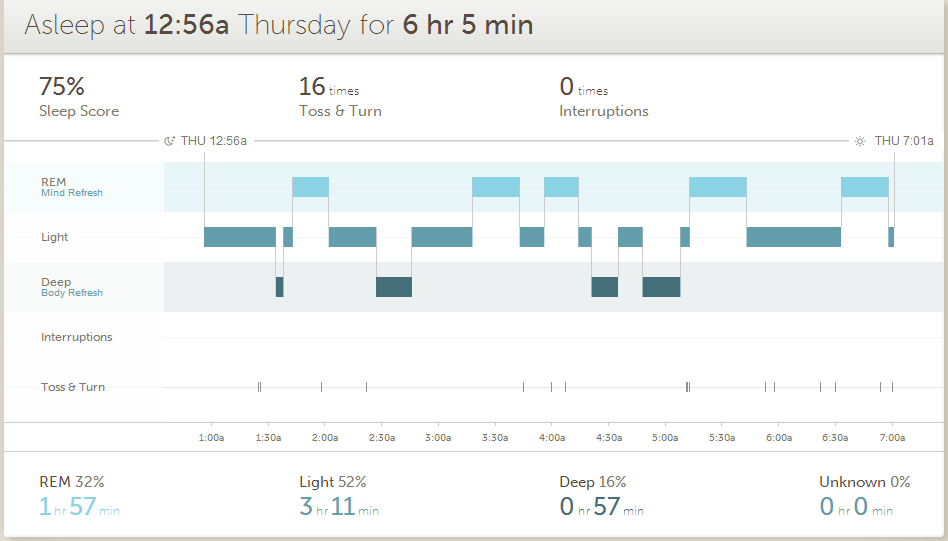 Asleep at 12:56a Thursday for 6 hr 5 min
75% 16 times 0 times
Sleep Score Toss & Turn Interruptions
THU 12:56a THU 7:01a
REM
Mind Refresh
Light
Deep
Body Refresh
Interruptions
Toss & Turn
1:00a 1:30a 2:00a 2:30a 3:00a 3:30a 4:00a 4:30a 5:00a 5:30a 6:00a 6:30a 7:00a
REM 32% Light 52% Deep 16% Unknown 0%
1 hr 57 min 3 hr 11 min 0 hr 57 min 0 hr 0 min